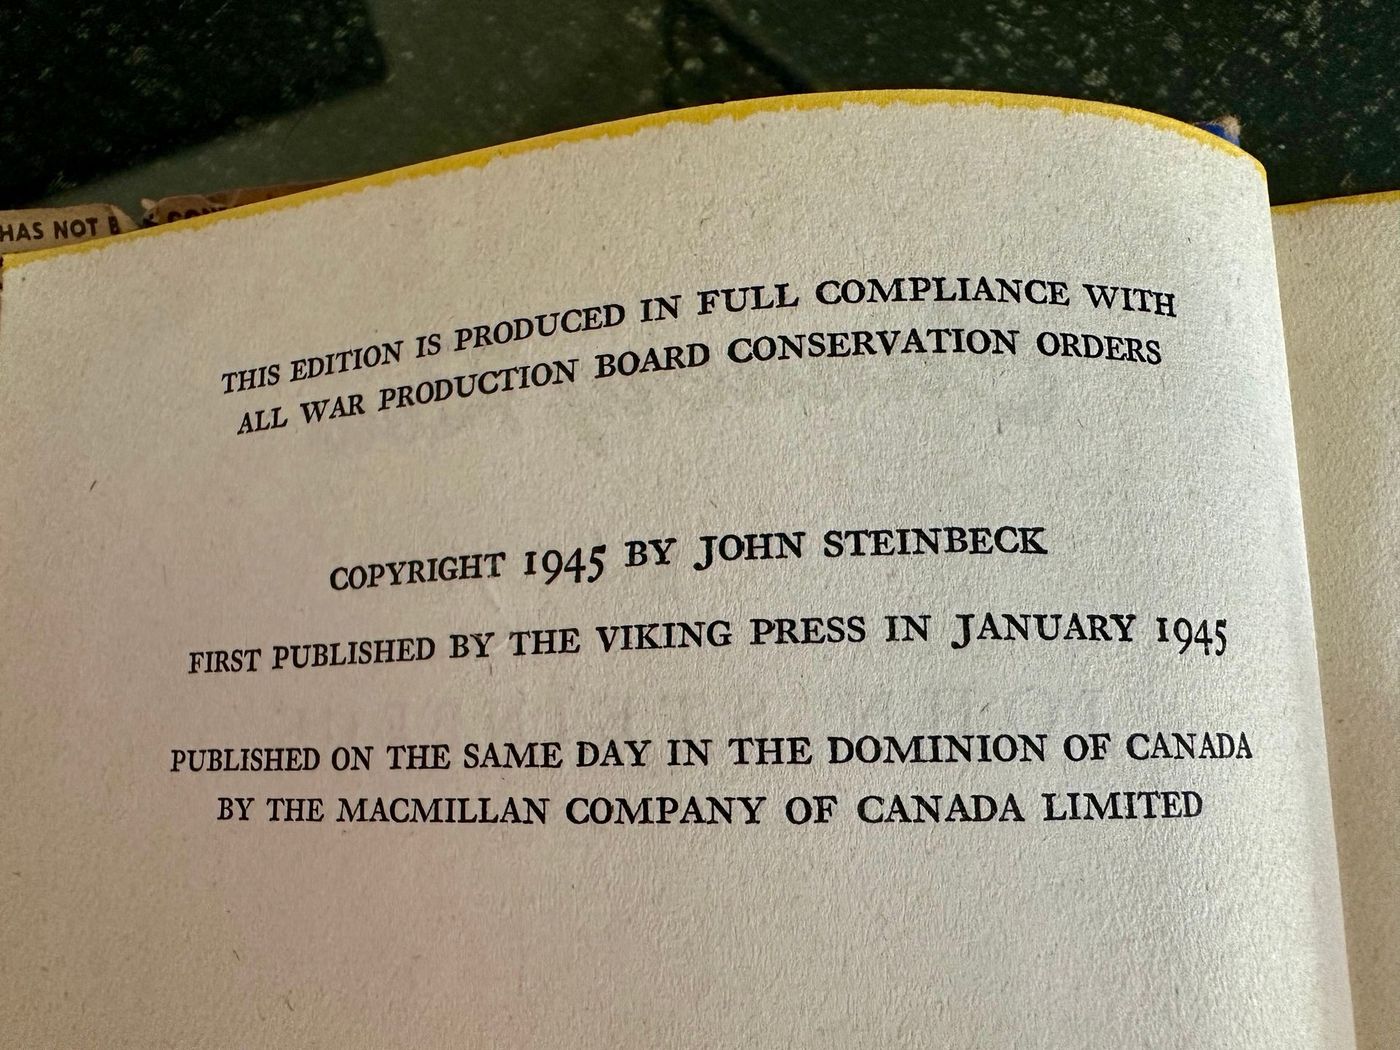 HAS NOT
THIS EDITION IS PRODUCED IN FULL COMPLIANCE WITH
ALL WAR PRODUCTION BOARD CONSERVATION ORDERS
COPYRIGHT 1945 BY JOHN STEINBECK
FIRST PUBLISHED BY THE VIKING PRESS IN JANUARY 1945
PUBLISHED ON THE SAME DAY IN THE DOMINION OF CANADA
BY THE MACMILLAN COMPANY OF CANADA LIMITED